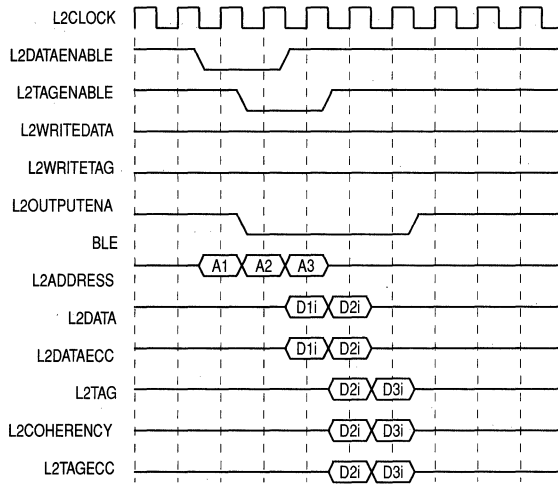 L2CLOCK
L2DATAENABLE
L2TAGENABLE
L2WRITEDATA
L2WRITETAG
L2OUTPUTENA
BLE
A1 A2 A3
L2ADDRESS
D1i D2i
L2DATA
D1i D2i
L2DATAECC
L2TAG D2i D3i
L2COHERENCY D2i D3i
L2TAGECC D2i D3i